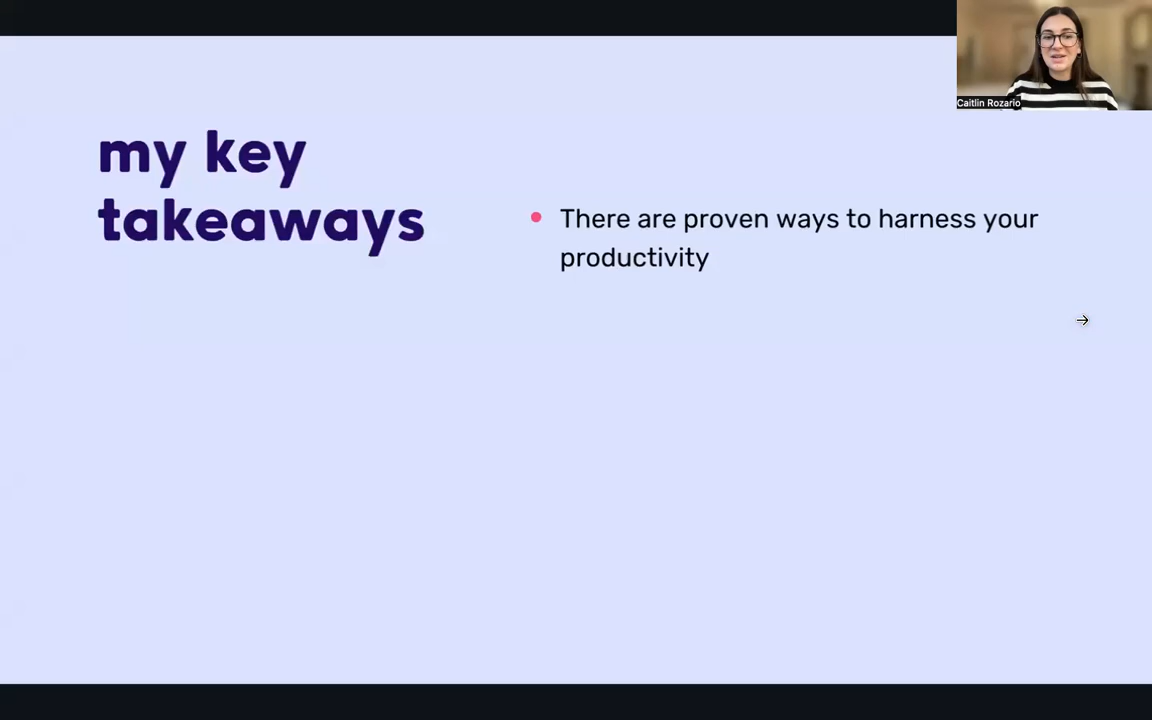 Caitlin Rozario
my key
takeaways
There are proven ways to harness your
productivity